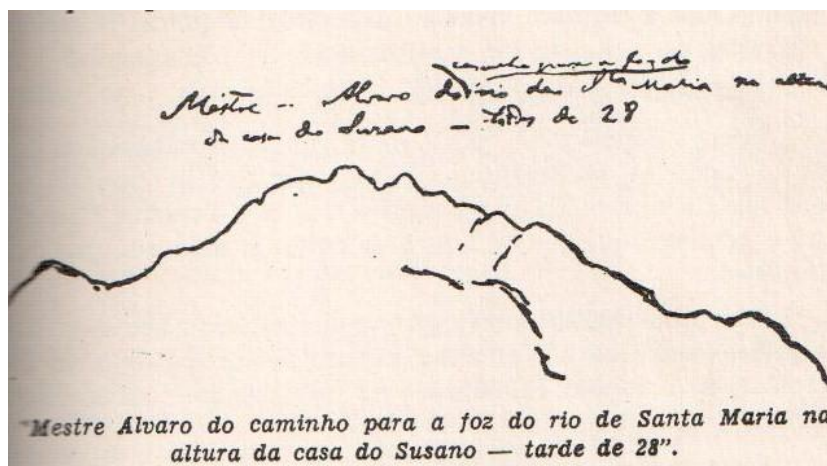 caminho para a foz do
Mestre - Alvaro do rio de Sta Maria na altura
da casa do Susano — tarde de 28
"Mestre Alvaro do caminho para a foz do rio de Santa Maria na
altura da casa do Susano — tarde de 28".